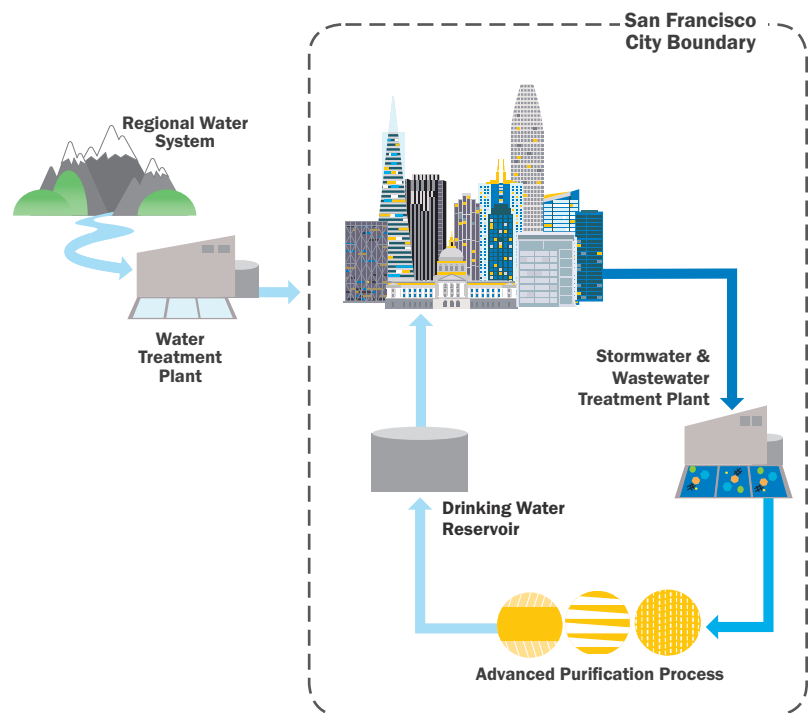 San Francisco
City Boundary
Regional Water
System
Water
Treatment
Plant
Stormwater &
Wastewater
Treatment Plant
Drinking Water
Reservoir
Advanced Purification Process